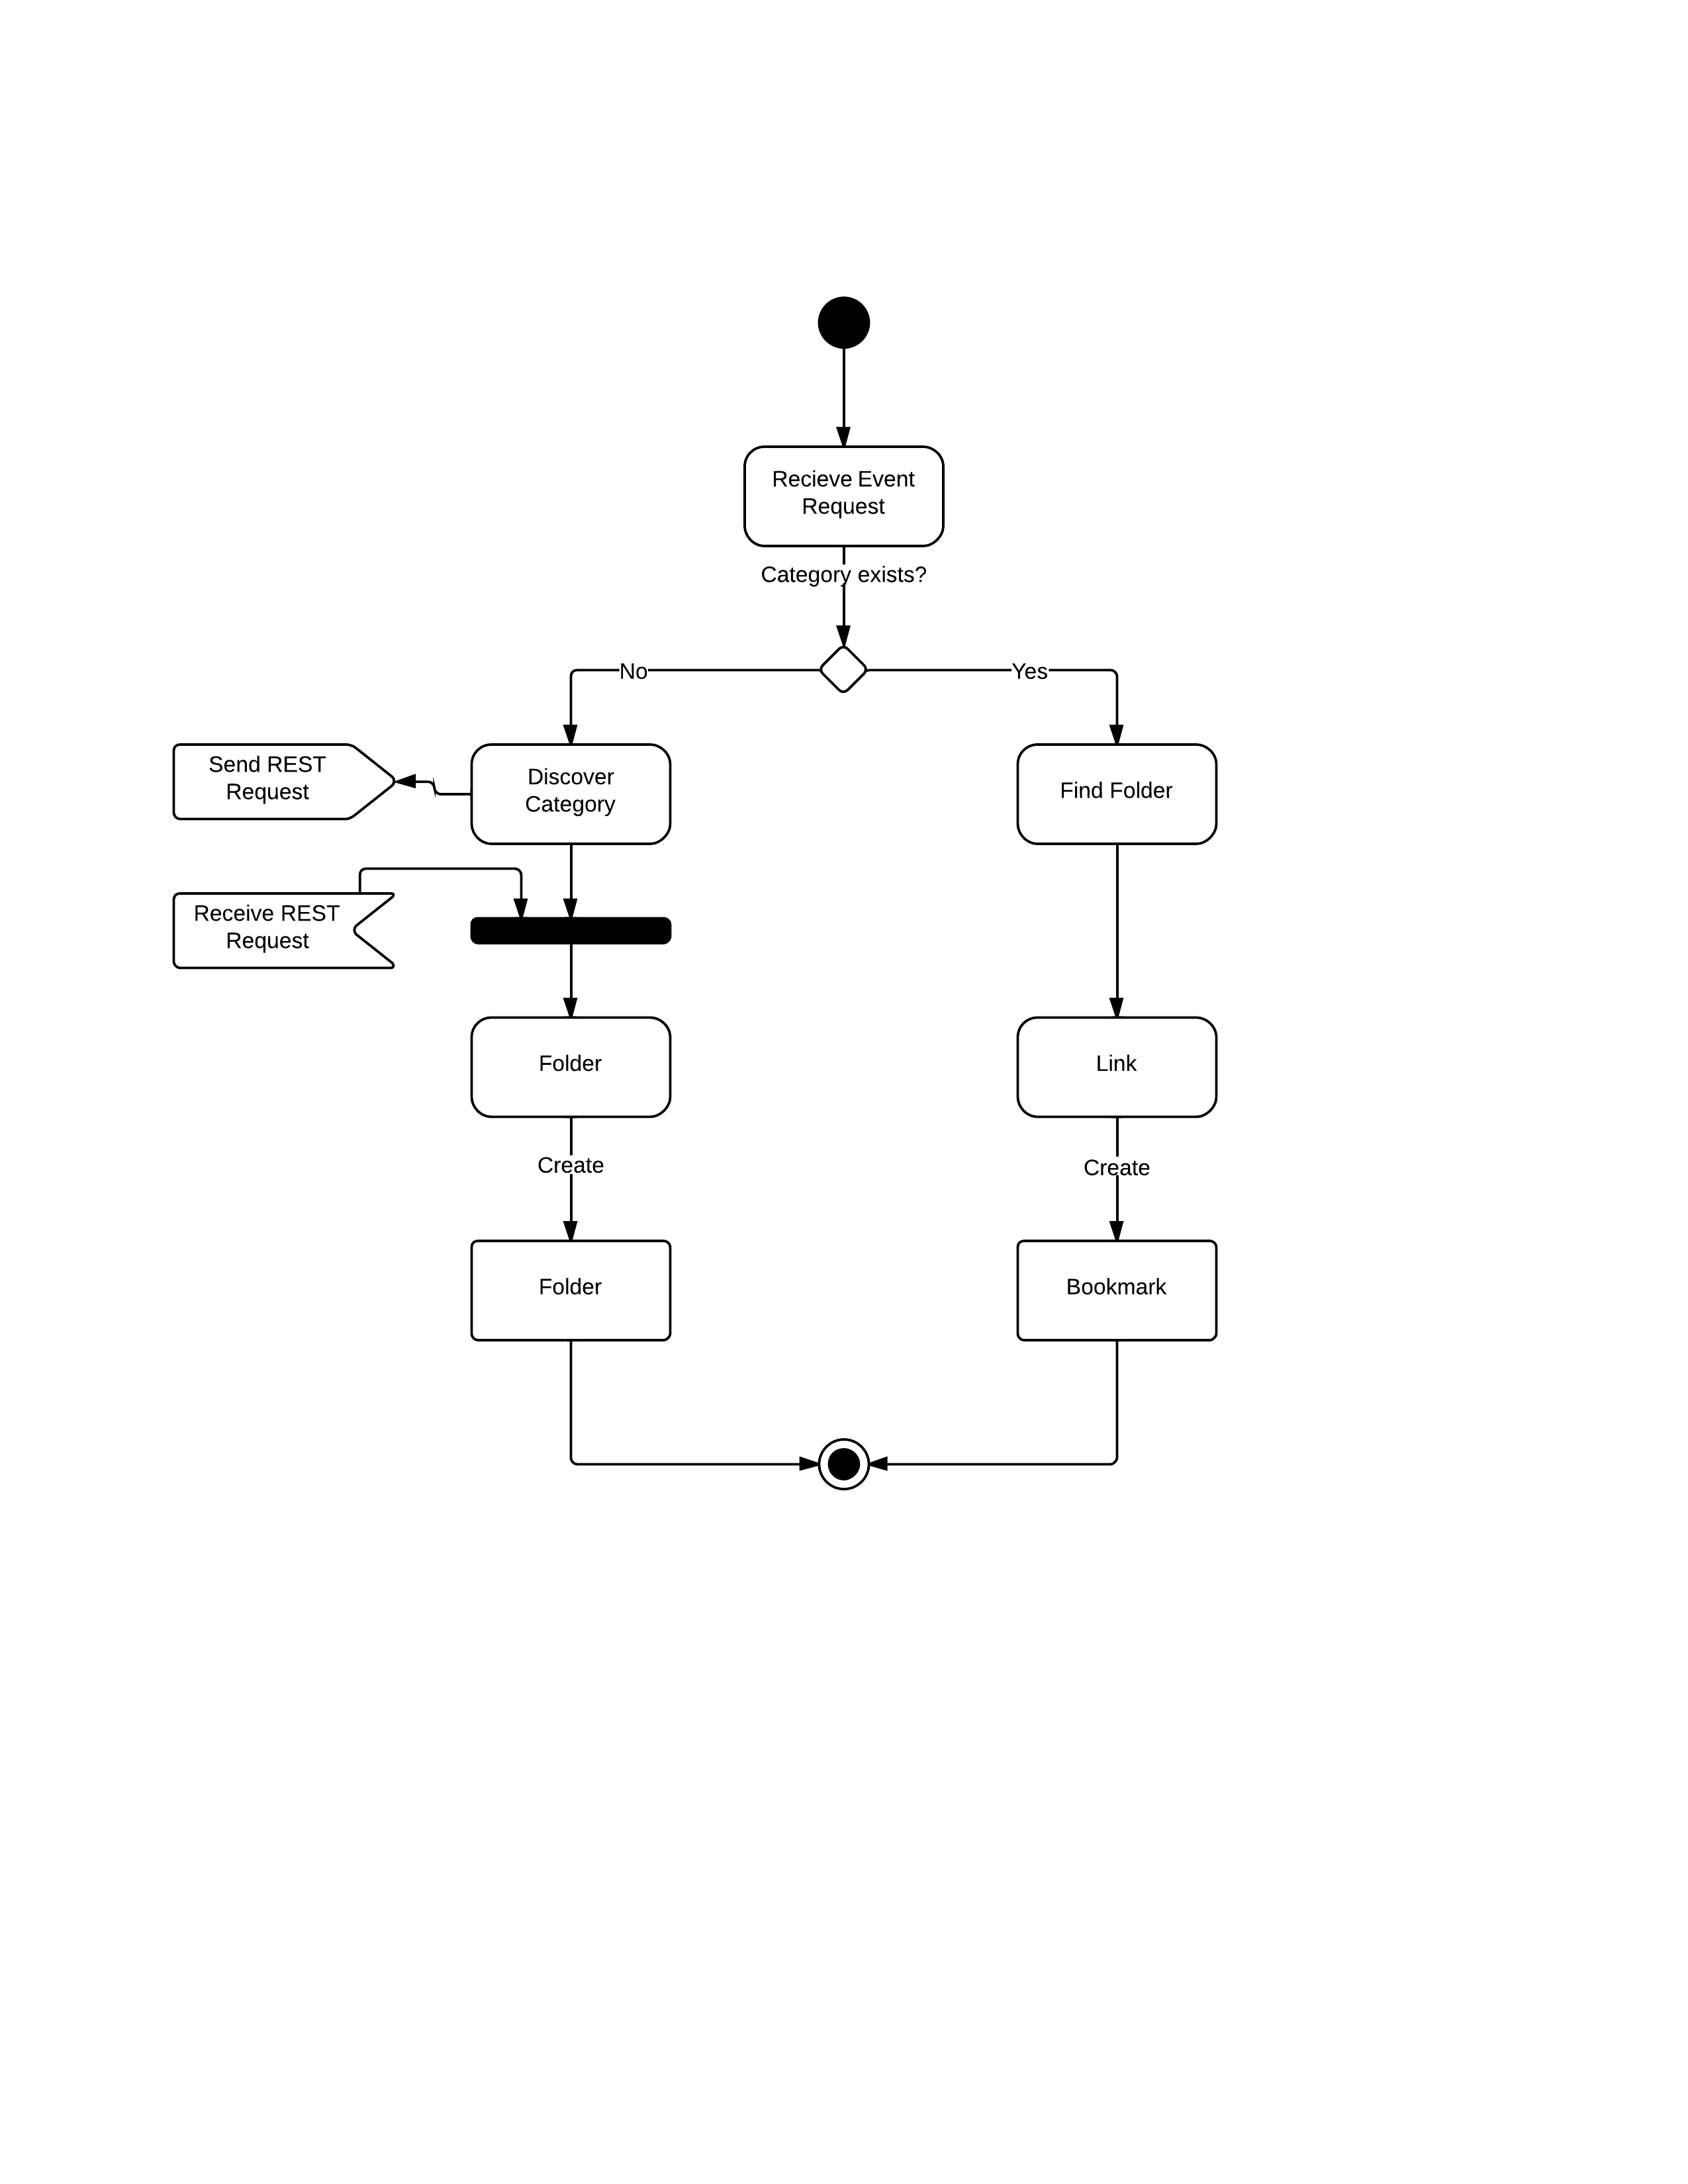 Recieve Event
Request
Category exists?
No
Yes
Send REST
Request
Discover
Category
Find Folder
Receive REST
Request
Folder
Link
Create
Create
Folder
Bookmark